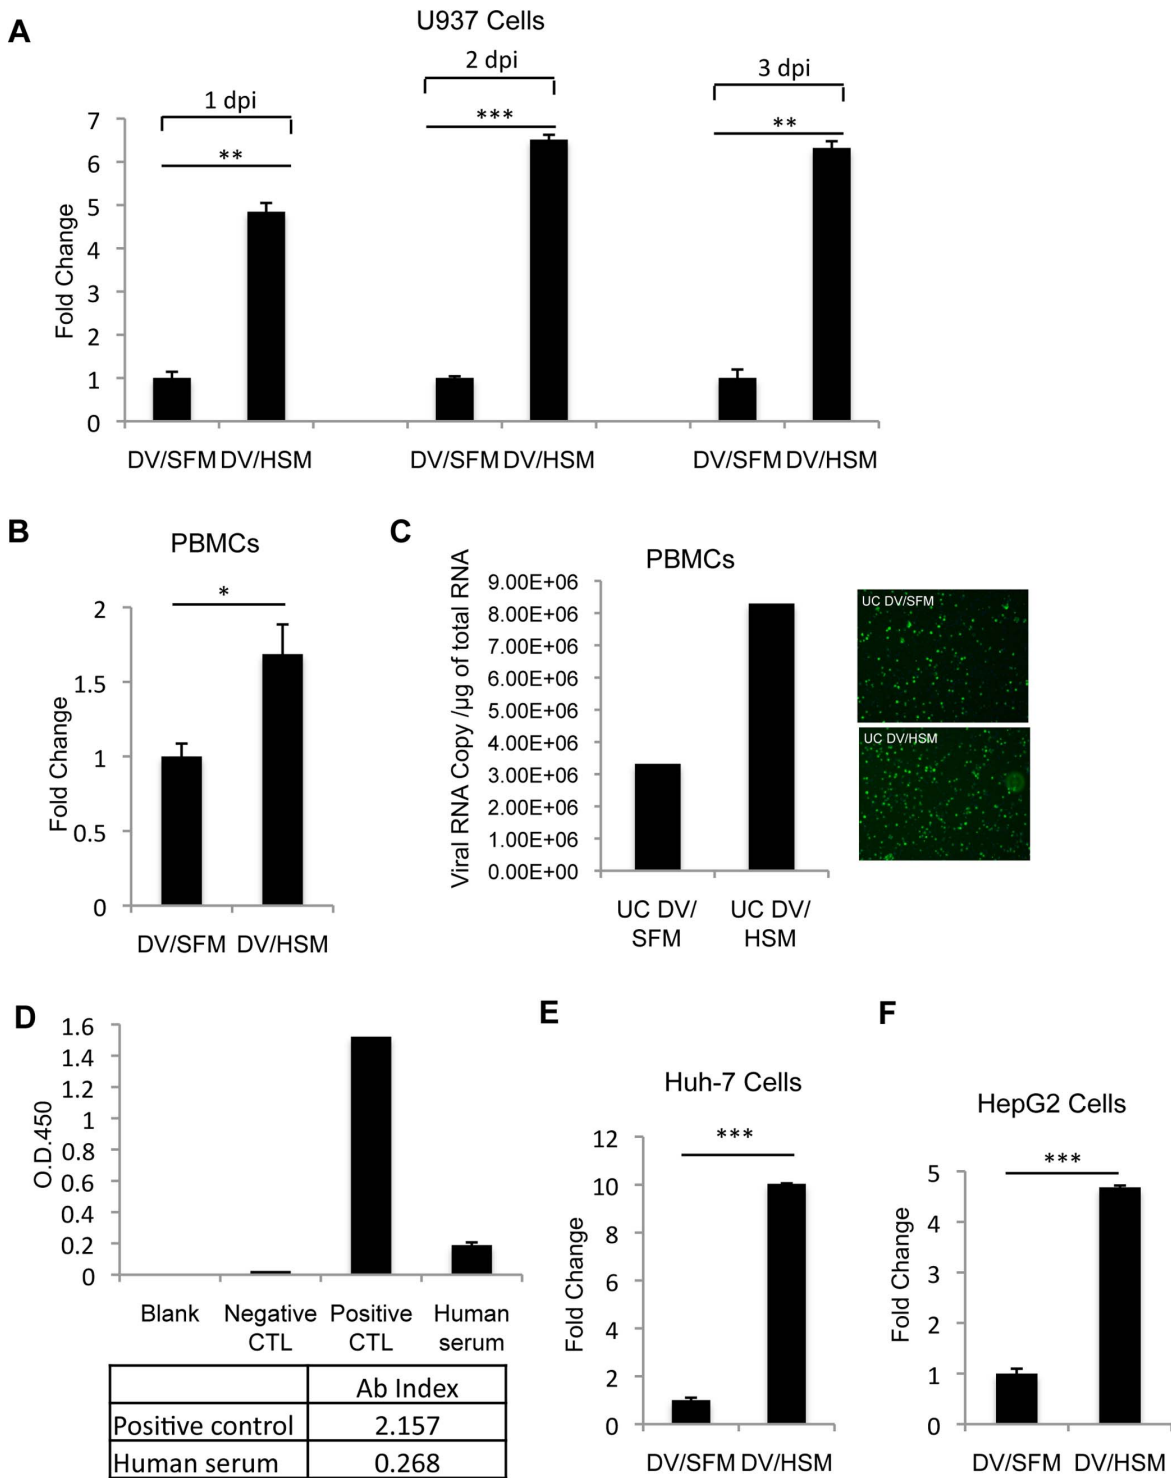 A
U937 Cells
1 dpi
2 dpi
3 dpi
**
***
**
Fold Change
7
6
5
4
3
2
1
0
DV/SFM DV/HSM DV/SFM DV/HSM DV/SFM DV/HSM
B
PBMCs
*
Fold Change
2
1.5
1
0.5
0
DV/SFM DV/HSM
C
PBMCs
Viral RNA Copy /µg of total RNA
9.00E+06
8.00E+06
7.00E+06
6.00E+06
5.00E+06
4.00E+06
3.00E+06
2.00E+06
1.00E+06
0.00E+00
UC DV/
SFM
UC DV/
HSM
UC DV/SFM
UC DV/HSM
D
O.D.450
1.6
1.4
1.2
1
0.8
0.6
0.4
0.2
0
Blank
Negative
CTL
Positive
CTL
Human
serum
Ab Index
Positive control 2.157
Human serum 0.268
E
Huh-7 Cells
***
Fold Change
12
10
8
6
4
2
0
DV/SFM DV/HSM
F
HepG2 Cells
***
Fold Change
5
4
3
2
1
0
DV/SFM DV/HSM